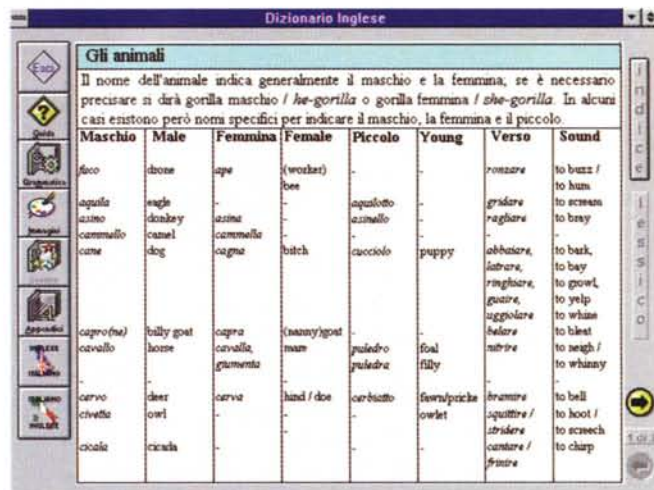 Dizionario Inglese
Gli animali
Il nome dell'animale indica generalmente il maschio e la femmina; se è necessario
precisare si dirà gorilla maschio / he-gorilla o gorilla femmina / she-gorilla. In alcuni
casi esistono però nomi specifici per indicare il maschio, la femmina e il piccolo.
Maschio Male Femmina Female Piccolo Young Verso Sound
fuco drone ape (worker) - - ronzare to buzz /
bee to hum
aquila eagle - - aquilotto - gridare to scream
asino donkey asina - asinello - ragliare to bray
cammello camel cammella - - - - -
cane dog cagna bitch cucciolo puppy abbaiare, to bark,
latrare, to bay
ringhiare, to growl,
guaire, to yelp
uggiolare to whine
capro(ne) billy goat capra (nanny)goat - - belare to bleat
cavallo horse cavalla, mare puledro foal nitrire to neigh /
giumenta puledra filly to whinny
- - -
cervo deer cerva hind / doe cerbiatto fawn/pricke bramire to bell
civetta owl - - - owlet squittire / to hoot /
stridere to screech
cicala cicada - - - - cantare / to chirp
frinire
Esci
Guida
Grammatica
Immagini
Appendici
INGLESE
ITALIANO
ITALIANO
INGLESE
indice
lessico